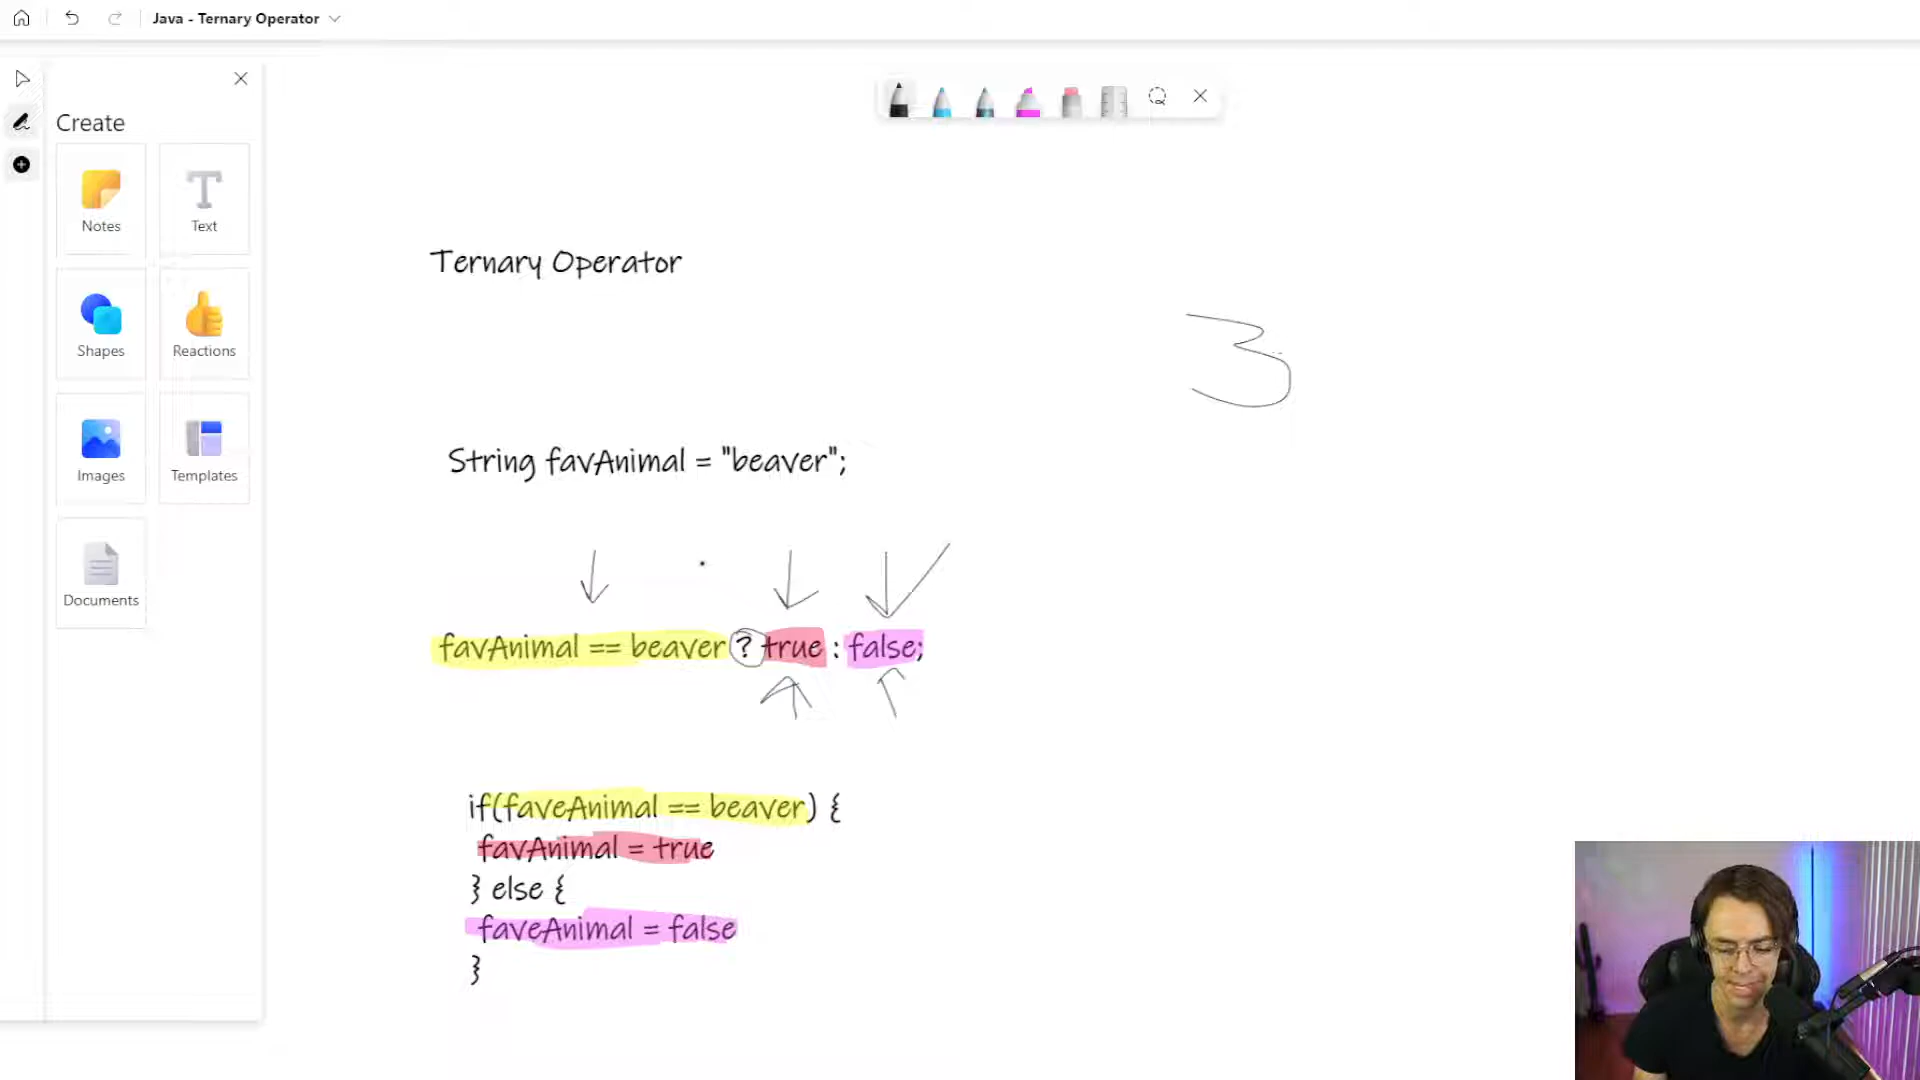 Java - Ternary Operator
Create
Notes
Text
Shapes
Reactions
Images
Templates
Documents
Ternary Operator
3
String favAnimal = "beaver";
favAnimal == beaver ? true : false;
if(faveAnimal == beaver) {
favAnimal = true
} else {
faveAnimal = false
}